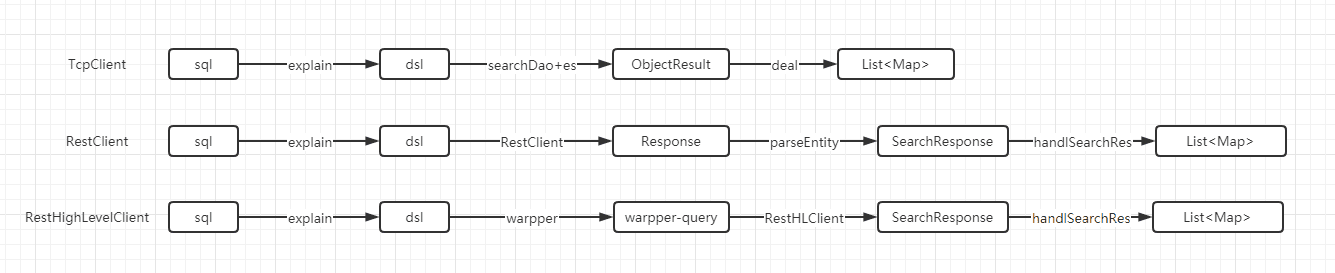 TcpClient sql explain dsl searchDao+es ObjectResult deal List<Map>
RestClient sql explain dsl RestClient Response parseEntity SearchResponse handlSearchRes List<Map>
RestHighLevelClient sql explain dsl warpper warpper-query RestHLClient SearchResponse handlSearchRes List<Map>